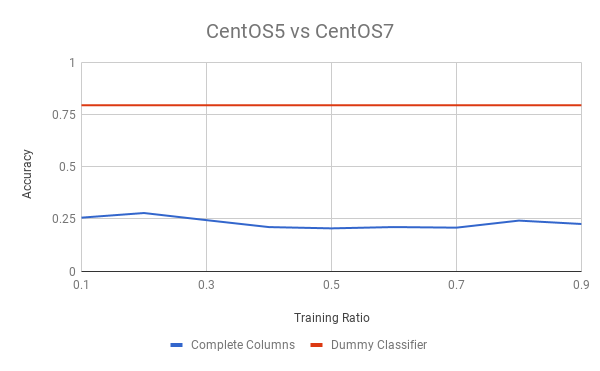 CentOS5 vs CentOS7
1
0.75
0.5
0.25
0
Accuracy
0.1 0.3 0.5 0.7 0.9
Training Ratio
Complete Columns Dummy Classifier